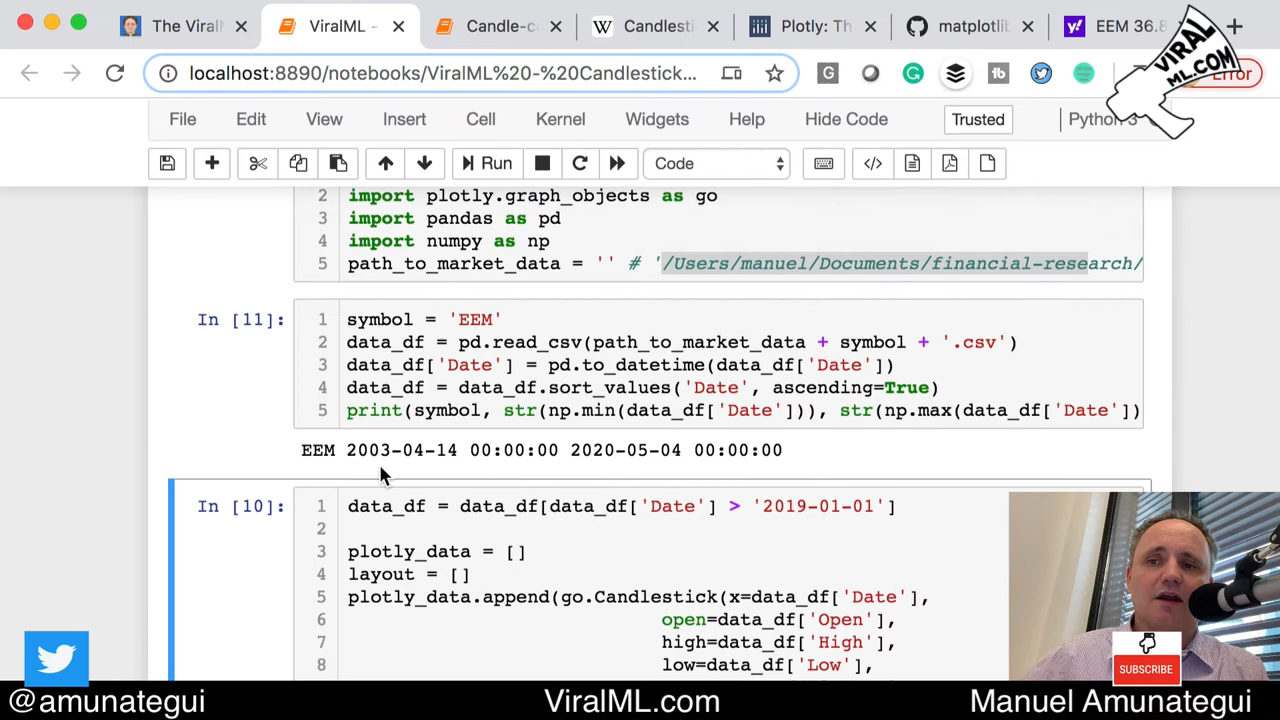 The Viral
ViralML -
Candle-c
Candlesti
Plotly: Th
matplotlib
EEM 36.8
localhost:8890/notebooks/ViralML%20-%20Candlestick...
Error
VIRAL
ML.COM
File Edit View Insert Cell Kernel Widgets Help Hide Code Trusted Python 3
Run Code
2 import plotly.graph_objects as go
3 import pandas as pd
4 import numpy as np
5 path_to_market_data = '' # '/Users/manuel/Documents/financial-research/
In [11]:
1 symbol = 'EEM'
2 data_df = pd.read_csv(path_to_market_data + symbol + '.csv')
3 data_df['Date'] = pd.to_datetime(data_df['Date'])
4 data_df = data_df.sort_values('Date', ascending=True)
5 print(symbol, str(np.min(data_df['Date'])), str(np.max(data_df['Date'])
EEM 2003-04-14 00:00:00 2020-05-04 00:00:00
In [10]:
1 data_df = data_df[data_df['Date'] > '2019-01-01']
2
3 plotly_data = []
4 layout = []
5 plotly_data.append(go.Candlestick(x=data_df['Date'],
6 open=data_df['Open'],
7 high=data_df['High'],
8 low=data_df['Low'],
SUBSCRIBE
@amunategui ViralML.com Manuel Amunategui